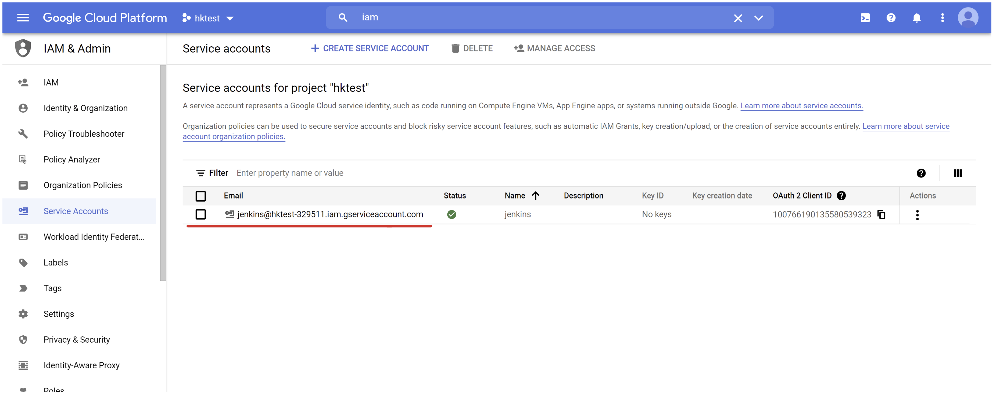 Google Cloud Platform hktest iam
IAM & Admin
Service accounts CREATE SERVICE ACCOUNT DELETE MANAGE ACCESS
IAM
Identity & Organization
Policy Troubleshooter
Policy Analyzer
Organization Policies
Service Accounts
Workload Identity Federat...
Labels
Tags
Settings
Privacy & Security
Identity-Aware Proxy
Roles
Service accounts for project "hktest"
A service account represents a Google Cloud service identity, such as code running on Compute Engine VMs, App Engine apps, or systems running outside Google. Learn more about service accounts.
Organization policies can be used to secure service accounts and block risky service account features, such as automatic IAM Grants, key creation/upload, or the creation of service accounts entirely. Learn more about service
account organization policies.
Filter Enter property name or value
Email Status Name Description Key ID Key creation date OAuth 2 Client ID Actions
jenkins@hktest-329511.iam.gserviceaccount.com jenkins No keys 100766190135580539323